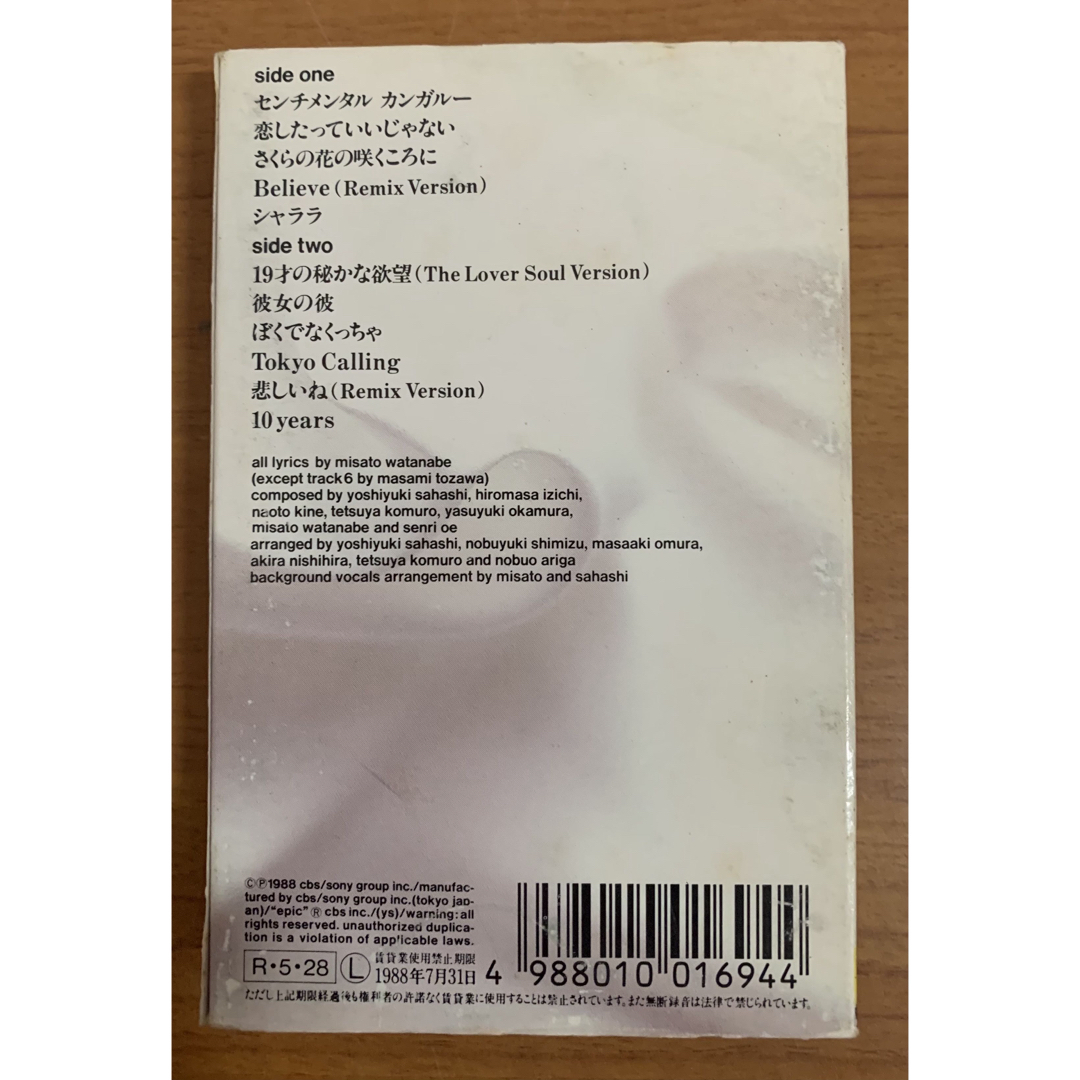 side one
センチメンタル カンガルー
恋したっていいじゃない
さくらの花の咲くころに
Believe (Remix Version)
シャララ
side two
19才の秘かな欲望 (The Lover Soul Version)
彼女の彼
ぼくでなくっちゃ
Tokyo Calling
悲しいね (Remix Version)
10 years
all lyrics by misato watanabe
(except track 6 by masami tozawa)
composed by yoshiyuki sahashi, hiromasa izichi,
naoto kine, tetsuya komuro, yasuyuki okamura,
misato watanabe and senri oe
arranged by yoshiyuki sahashi, nobuyuki shimizu, masaaki omura,
akira nishihira, tetsuya komuro and nobuo ariga
background vocals arrangement by misato and sahashi
©℗1988 cbs/sony group inc./manufac-
tured by cbs/sony group inc.(tokyo jap-
an)/"epic"® cbs inc./(ys)/warning: all
rights reserved. unauthorized duplica-
tion is a violation of applicable laws.
R・5・28 Ⓛ 賃貸業使用禁止期限
1988年7月31日
4 988010 016944
ただし上記期限経過後も権利者の許諾なく賃貸業に使用することは禁止されています。また無断録音は法律で禁じられています。